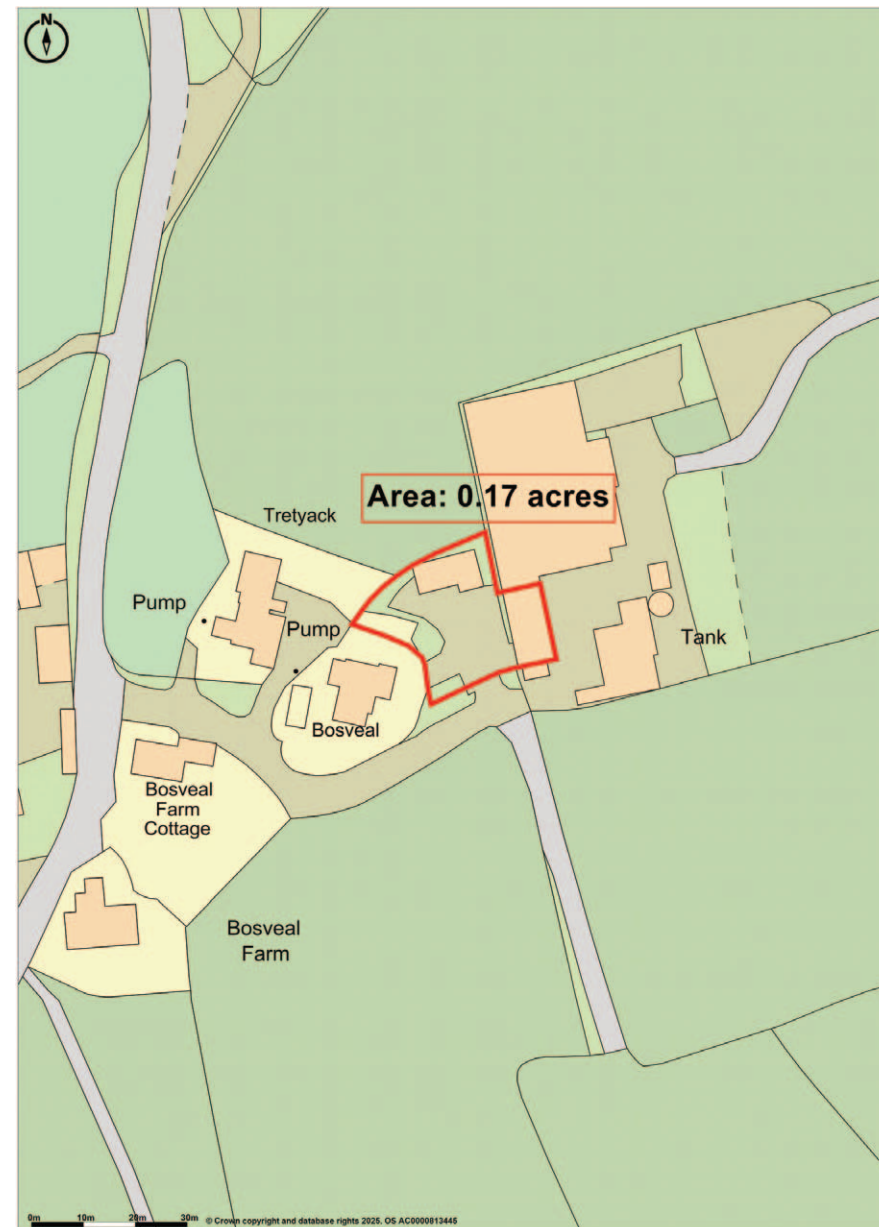 N
Area: 0.17 acres
Tretyack
Pump
Pump
Tank
Bosveal
Bosveal
Farm
Cottage
Bosveal
Farm
0m 10m 20m 30m © Crown copyright and database rights 2025. OS AC0000813445